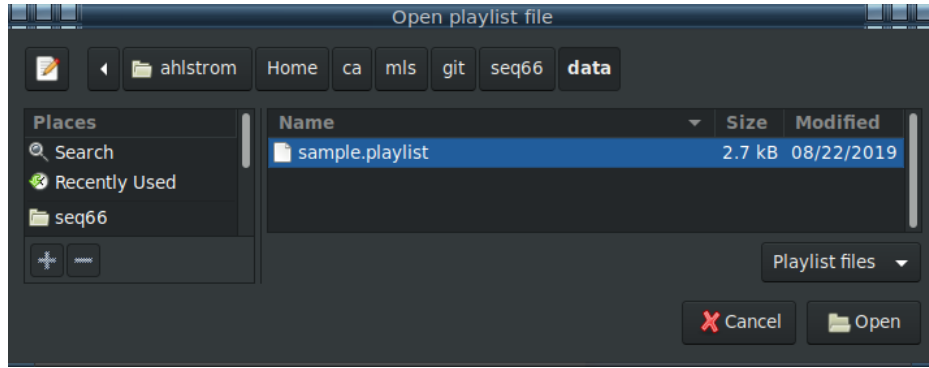 Open playlist file
ahlstrom Home ca mls git seq66 data
Places
Search
Recently Used
seq66
Name Size Modified
sample.playlist 2.7 kB 08/22/2019
Playlist files
Cancel Open